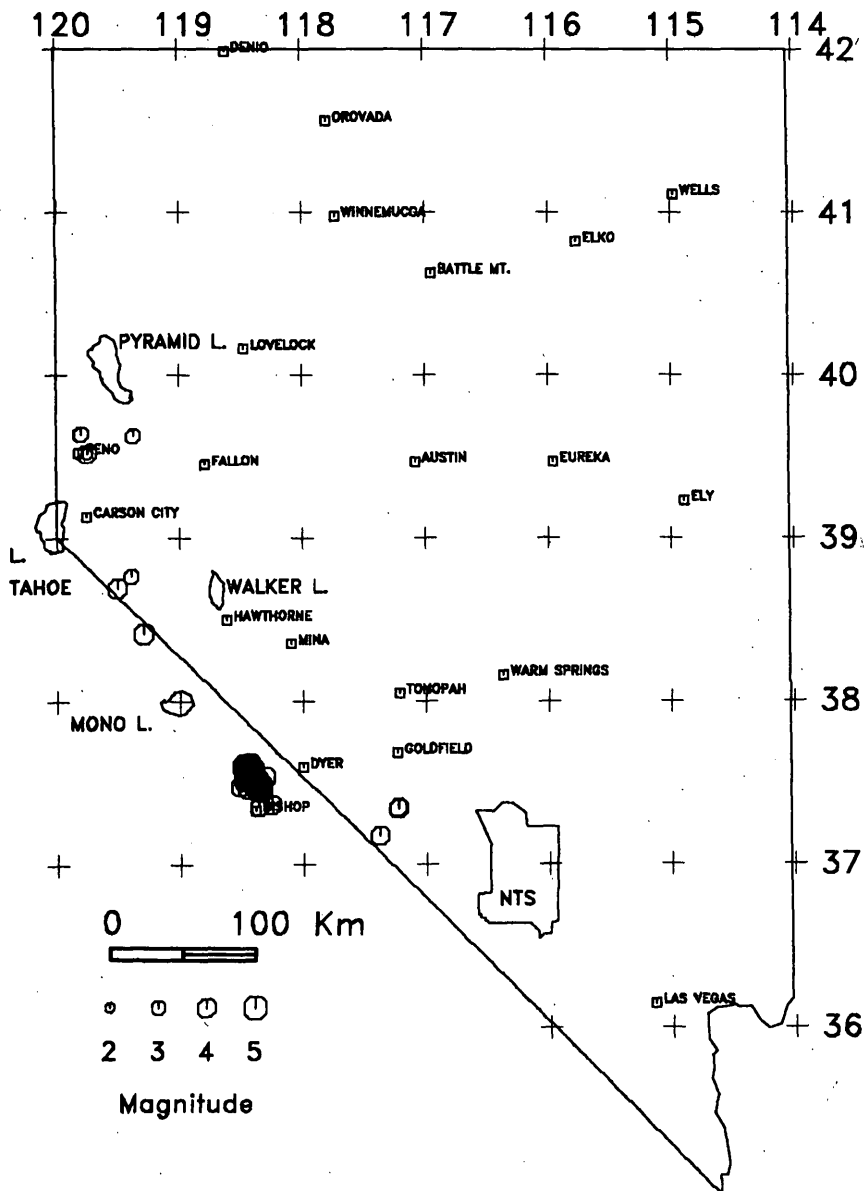 120 119 118 117 116 115 114
42
DENIO
OROVADA
WELLS
WINNEMUCCA
41
ELKO
BATTLE MT.
PYRAMID L.
LOVELOCK
40
RENO
FALLON
AUSTIN
EUREKA
ELY
CARSON CITY
39
L.
TAHOE
WALKER L.
HAWTHORNE
MINA
WARM SPRINGS
TONOPAH
38
MONO L.
GOLDFIELD
DYER
BISHOP
37
NTS
0 100 Km
LAS VEGAS
36
2 3 4 5
Magnitude